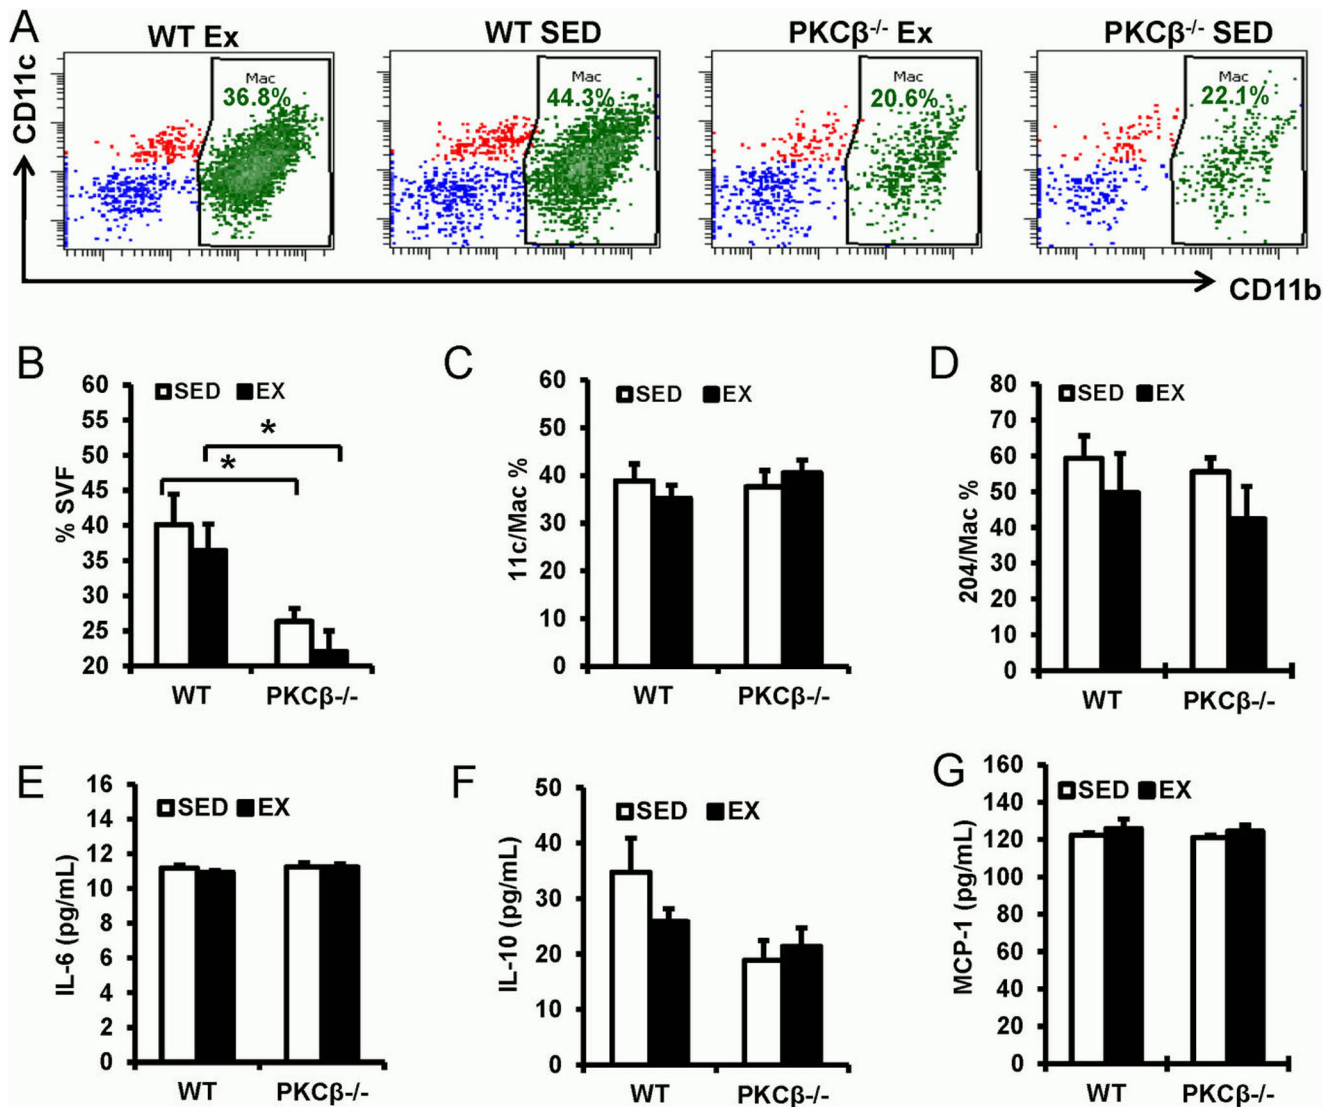 A
WT Ex
WT SED
PKCβ⁻/⁻ Ex
PKCβ⁻/⁻ SED
CD11c
Mac
36.8%
Mac
44.3%
Mac
20.6%
Mac
22.1%
CD11b
B
SED EX
% SVF
60
55
50
45
40
35
30
25
20
*
*
WT PKCβ-/-
C
SED EX
11c/Mac %
60
50
40
30
20
10
0
WT PKCβ-/-
D
SED EX
204/Mac %
80
70
60
50
40
30
20
10
0
WT PKCβ-/-
E
SED EX
IL-6 (pg/mL)
16
14
12
10
8
6
4
2
0
WT PKCβ-/-
F
SED EX
IL-10 (pg/mL)
50
40
30
20
10
0
WT PKCβ-/-
G
SED EX
MCP-1 (pg/mL)
160
140
120
100
80
60
40
20
0
WT PKCβ-/-